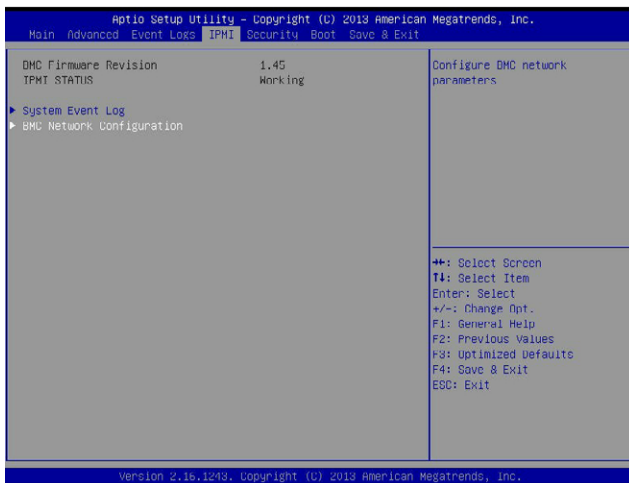 Aptio Setup Utility – Copyright (C) 2013 American Megatrends, Inc.
Main Advanced Event Logs IPMI Security Boot Save & Exit
BMC Firmware Revision 1.45
IPMI STATUS Working
► System Event Log
► BMC Network Configuration
Configure BMC network
parameters
→←: Select Screen
↑↓: Select Item
Enter: Select
+/-: Change Opt.
F1: General Help
F2: Previous Values
F3: Optimized Defaults
F4: Save & Exit
ESC: Exit
Version 2.16.1243. Copyright (C) 2013 American Megatrends, Inc.